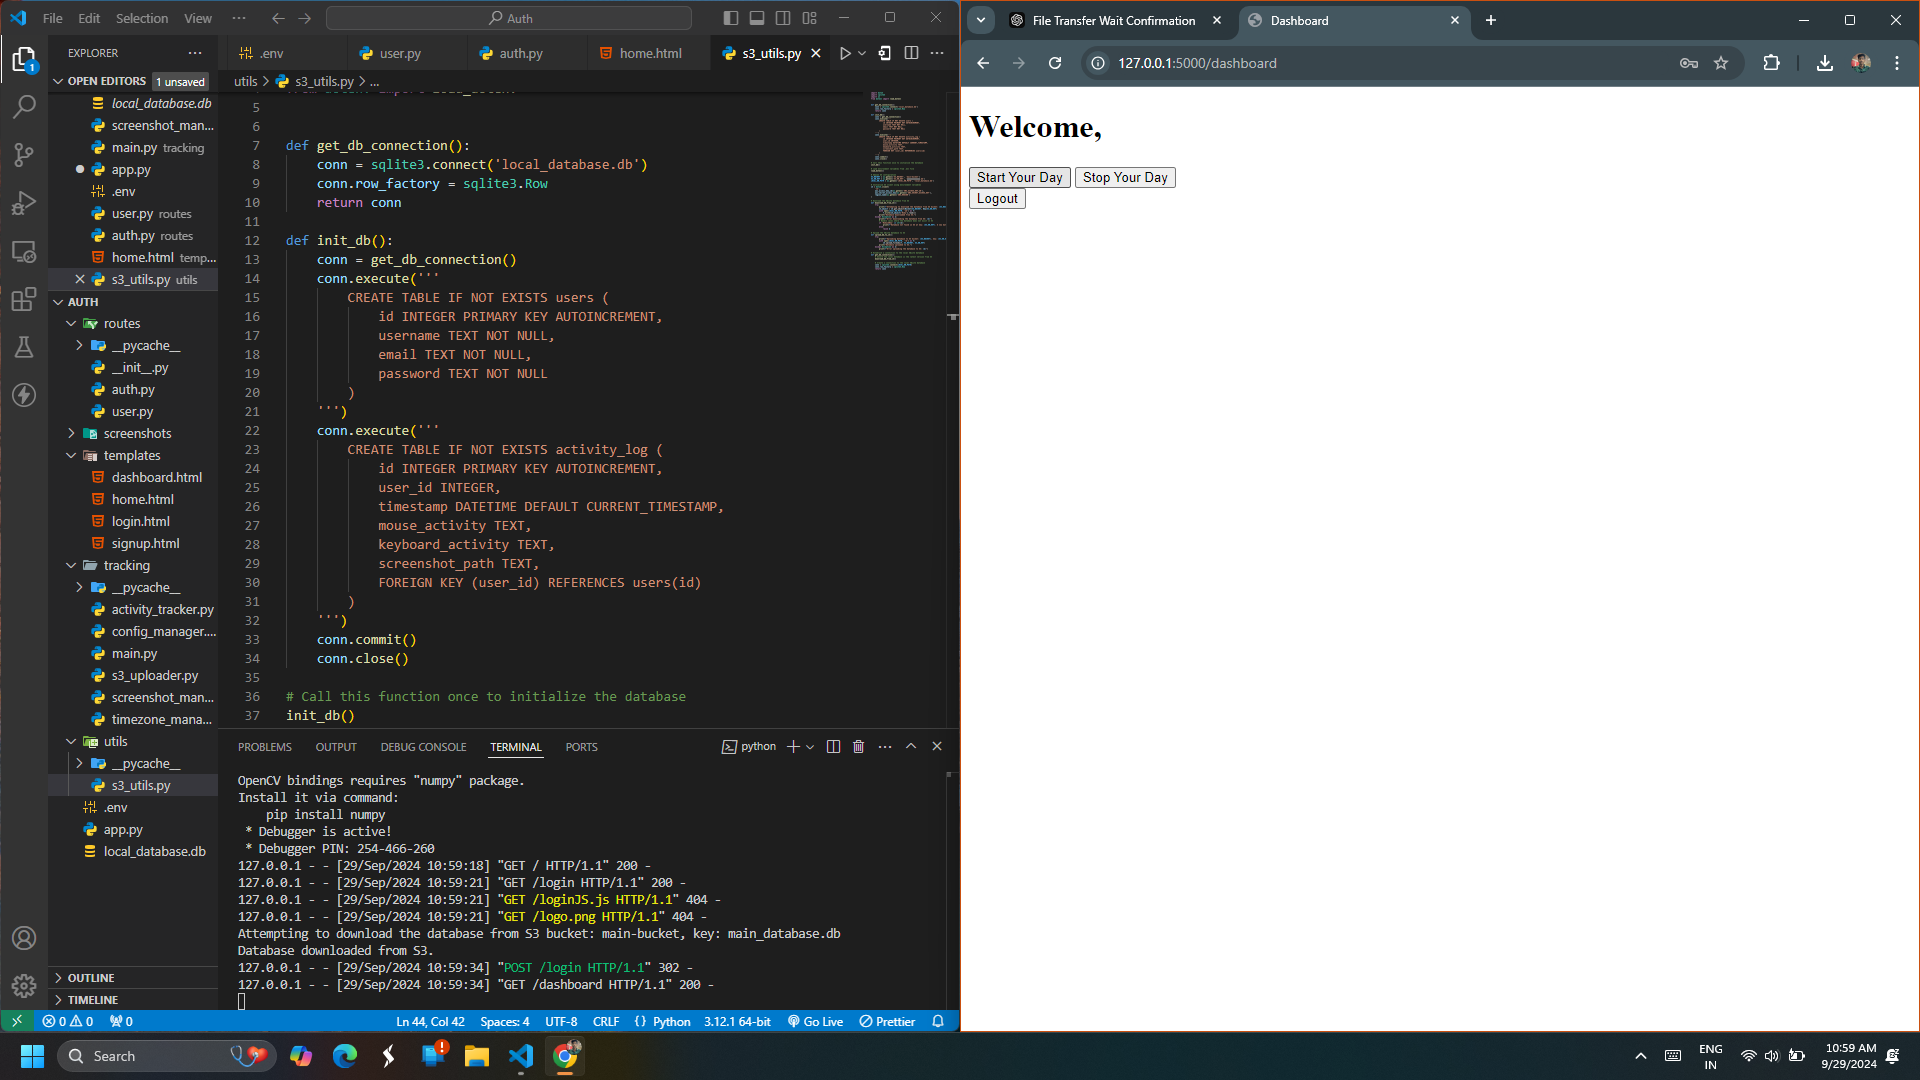 File Edit Selection View ··· Auth
EXPLORER ···
OPEN EDITORS 1 unsaved
local_database.db
screenshot_man...
main.py tracking
app.py
.env
user.py routes
auth.py routes
home.html temp...
s3_utils.py utils
AUTH
routes
__pycache__
__init__.py
auth.py
user.py
screenshots
templates
dashboard.html
home.html
login.html
signup.html
tracking
__pycache__
activity_tracker.py
config_manager....
main.py
s3_uploader.py
screenshot_man...
timezone_mana...
utils
__pycache__
s3_utils.py
.env
app.py
local_database.db
OUTLINE
TIMELINE
.env user.py auth.py home.html s3_utils.py
utils > s3_utils.py > ...
5
6
7 def get_db_connection():
8 conn = sqlite3.connect('local_database.db')
9 conn.row_factory = sqlite3.Row
10 return conn
11
12 def init_db():
13 conn = get_db_connection()
14 conn.execute('''
15 CREATE TABLE IF NOT EXISTS users (
16 id INTEGER PRIMARY KEY AUTOINCREMENT,
17 username TEXT NOT NULL,
18 email TEXT NOT NULL,
19 password TEXT NOT NULL
20 )
21 ''')
22 conn.execute('''
23 CREATE TABLE IF NOT EXISTS activity_log (
24 id INTEGER PRIMARY KEY AUTOINCREMENT,
25 user_id INTEGER,
26 timestamp DATETIME DEFAULT CURRENT_TIMESTAMP,
27 mouse_activity TEXT,
28 keyboard_activity TEXT,
29 screenshot_path TEXT,
30 FOREIGN KEY (user_id) REFERENCES users(id)
31 )
32 ''')
33 conn.commit()
34 conn.close()
35
36 # Call this function once to initialize the database
37 init_db()
PROBLEMS OUTPUT DEBUG CONSOLE TERMINAL PORTS python
OpenCV bindings requires "numpy" package.
Install it via command:
pip install numpy
* Debugger is active!
* Debugger PIN: 254-466-260
127.0.0.1 - - [29/Sep/2024 10:59:18] "GET / HTTP/1.1" 200 -
127.0.0.1 - - [29/Sep/2024 10:59:21] "GET /login HTTP/1.1" 200 -
127.0.0.1 - - [29/Sep/2024 10:59:21] "GET /loginJS.js HTTP/1.1" 404 -
127.0.0.1 - - [29/Sep/2024 10:59:21] "GET /logo.png HTTP/1.1" 404 -
Attempting to download the database from S3 bucket: main-bucket, key: main_database.db
Database downloaded from S3.
127.0.0.1 - - [29/Sep/2024 10:59:34] "POST /login HTTP/1.1" 302 -
127.0.0.1 - - [29/Sep/2024 10:59:34] "GET /dashboard HTTP/1.1" 200 -
0 0 0 Ln 44, Col 42 Spaces: 4 UTF-8 CRLF {} Python 3.12.1 64-bit Go Live Prettier
File Transfer Wait Confirmation Dashboard
127.0.0.1:5000/dashboard
Welcome,
Start Your Day Stop Your Day
Logout
Search
ENG
IN
10:59 AM
9/29/2024